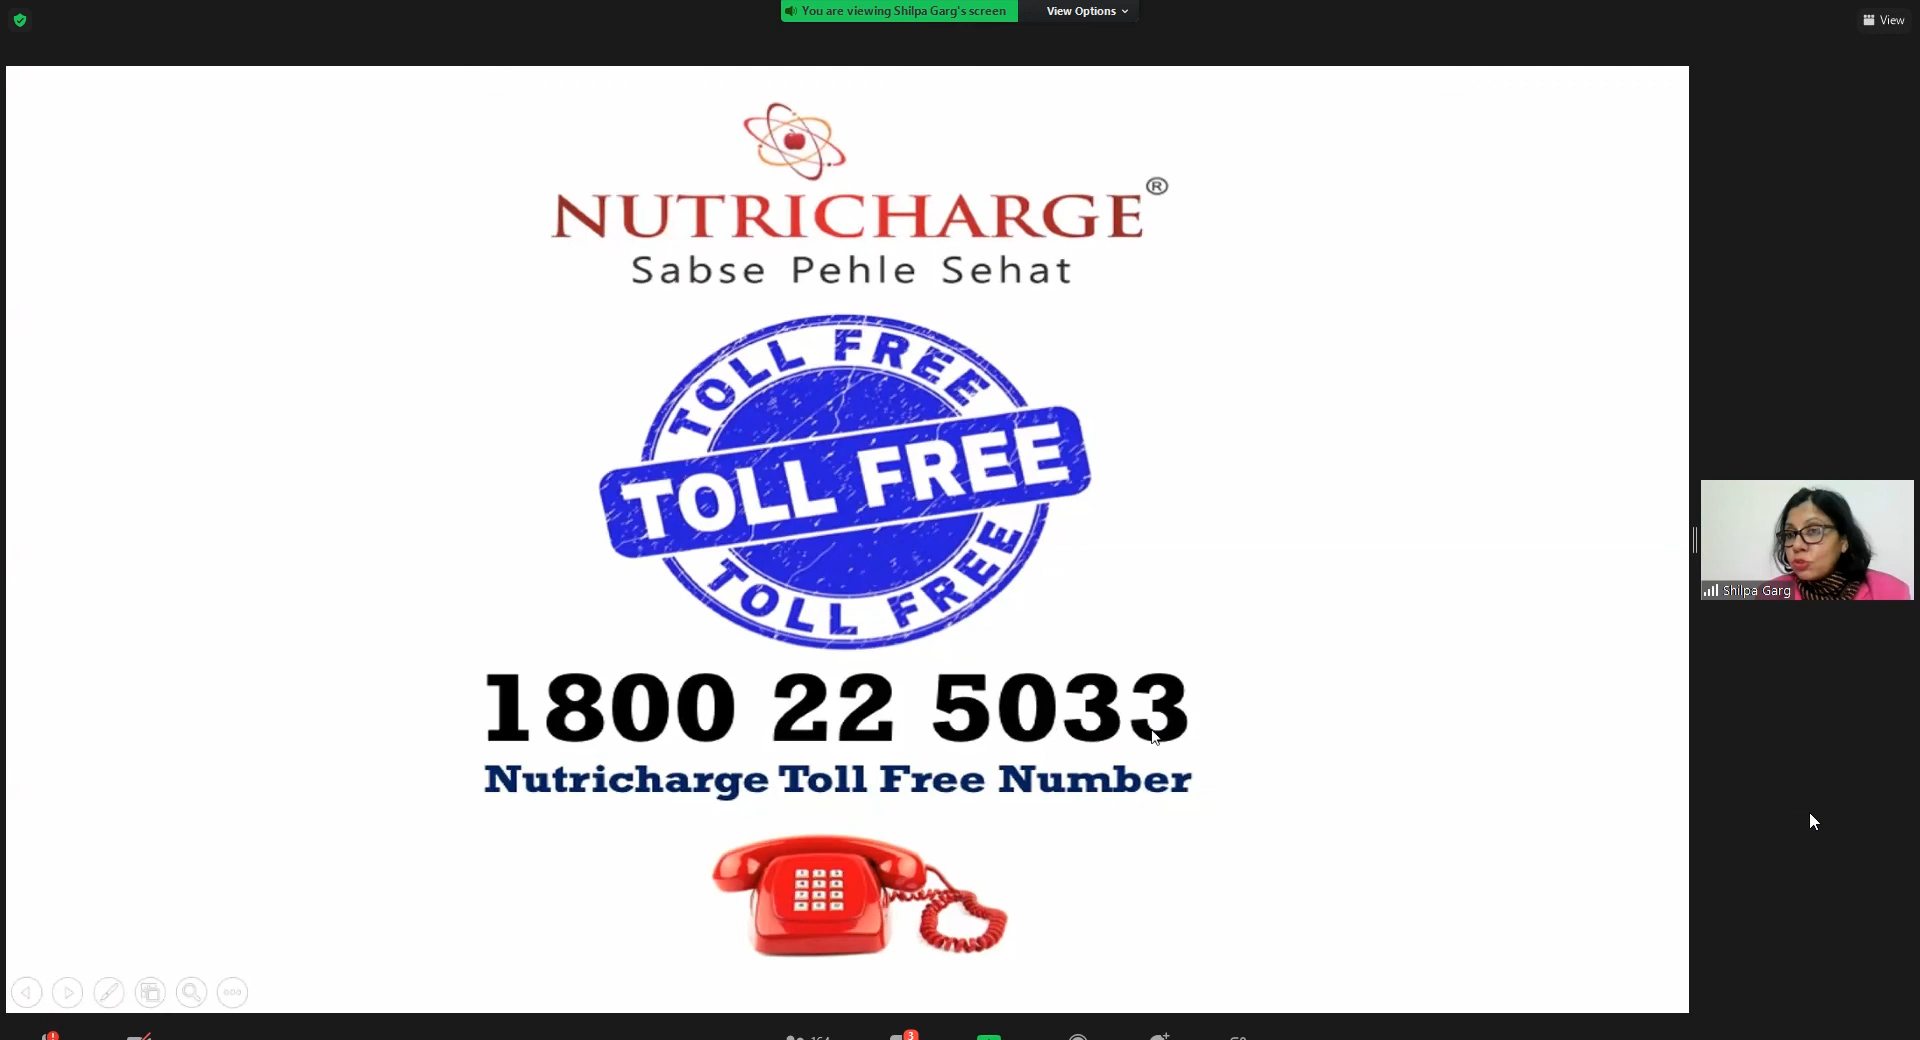 You are viewing Shilpa Garg's screen
View Options
View
NUTRICHARGE®
Sabse Pehle Sehat
TOLL FREE
TOLL FREE
TOLL FREE
1800 22 5033
Nutricharge Toll Free Number
Shilpa Garg
3